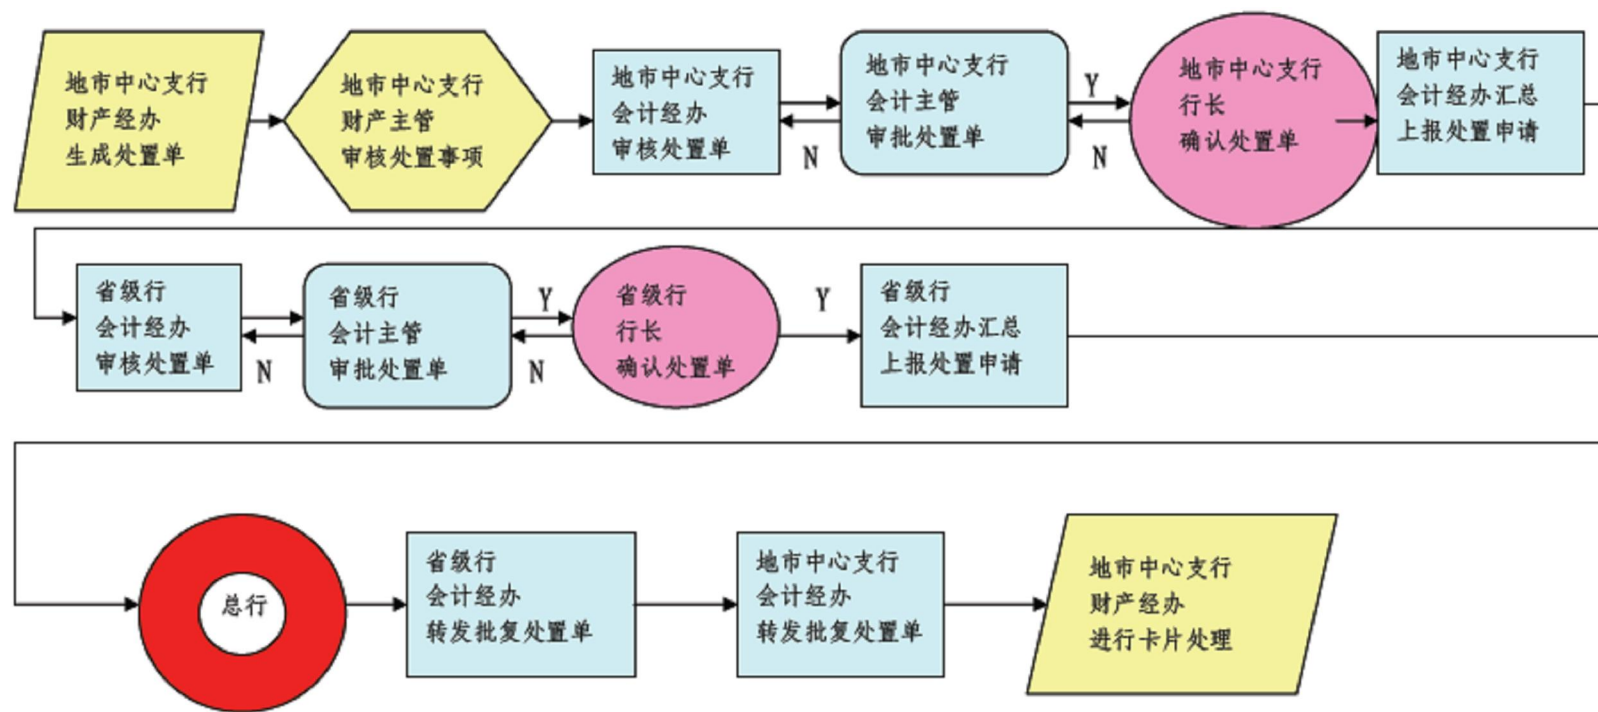 地市中心支行
财产经办
生成处置单
地市中心支行
财产主管
审核处置事项
地市中心支行
会计经办
审核处置单
N
地市中心支行
会计主管
审批处置单
Y
N
地市中心支行
行长
确认处置单
地市中心支行
会计经办汇总
上报处置申请
省级行
会计经办
审核处置单
N
省级行
会计主管
审批处置单
Y
N
省级行
行长
确认处置单
Y
省级行
会计经办汇总
上报处置申请
总行
省级行
会计经办
转发批复处置单
地市中心支行
会计经办
转发批复处置单
地市中心支行
财产经办
进行卡片处理